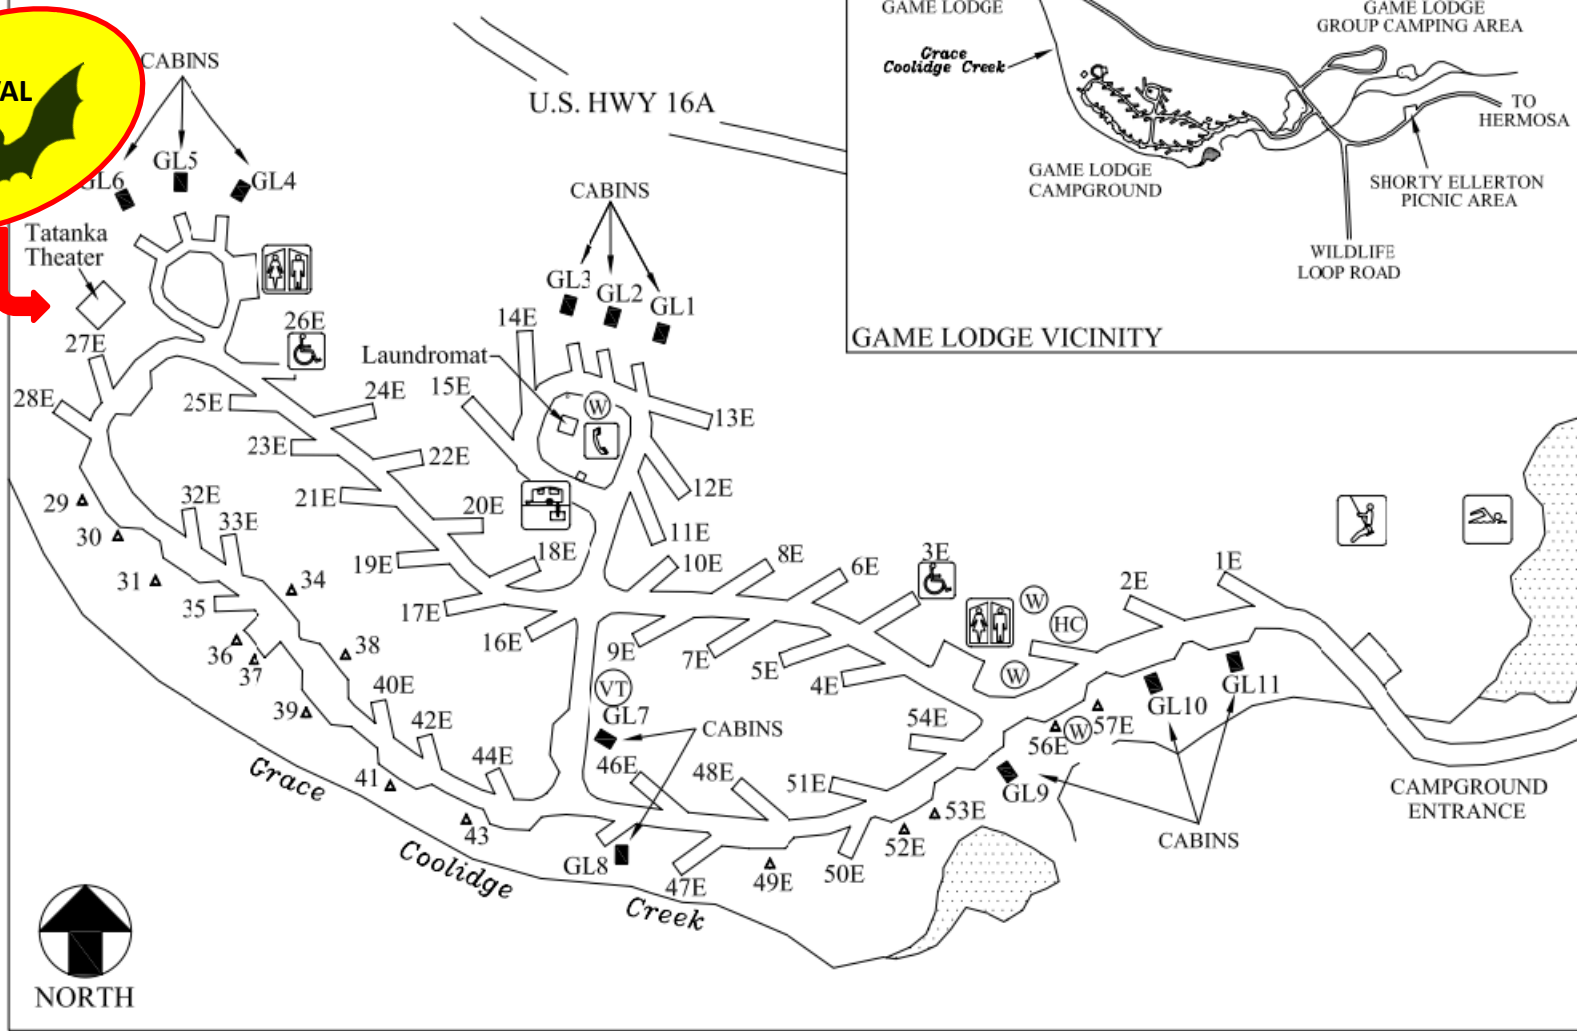 CABINS
U.S. HWY 16A
GL6
GL5
GL4
Tatanka
Theater
CABINS
GL3
GL2
GL1
GAME LODGE
Grace
Coolidge Creek
GAME LODGE
GROUP CAMPING AREA
TO
HERMOSA
GAME LODGE
CAMPGROUND
SHORTY ELLERTON
PICNIC AREA
WILDLIFE
LOOP ROAD
GAME LODGE VICINITY
27E
26E
14E
Laundromat
28E
25E
24E
15E
W
13E
23E
22E
12E
29
32E
21E
20E
11E
30
33E
31
34
19E
18E
10E
8E
6E
3E
2E
1E
35
17E
W
HC
36
37
38
16E
9E
7E
5E
4E
W
39
40E
VT
GL7
CABINS
42E
54E
56E
W
57E
GL10
GL11
Grace
41
44E
46E
48E
51E
GL9
CAMPGROUND
ENTRANCE
43
53E
52E
CABINS
Coolidge
GL8
47E
49E
50E
Creek
NORTH